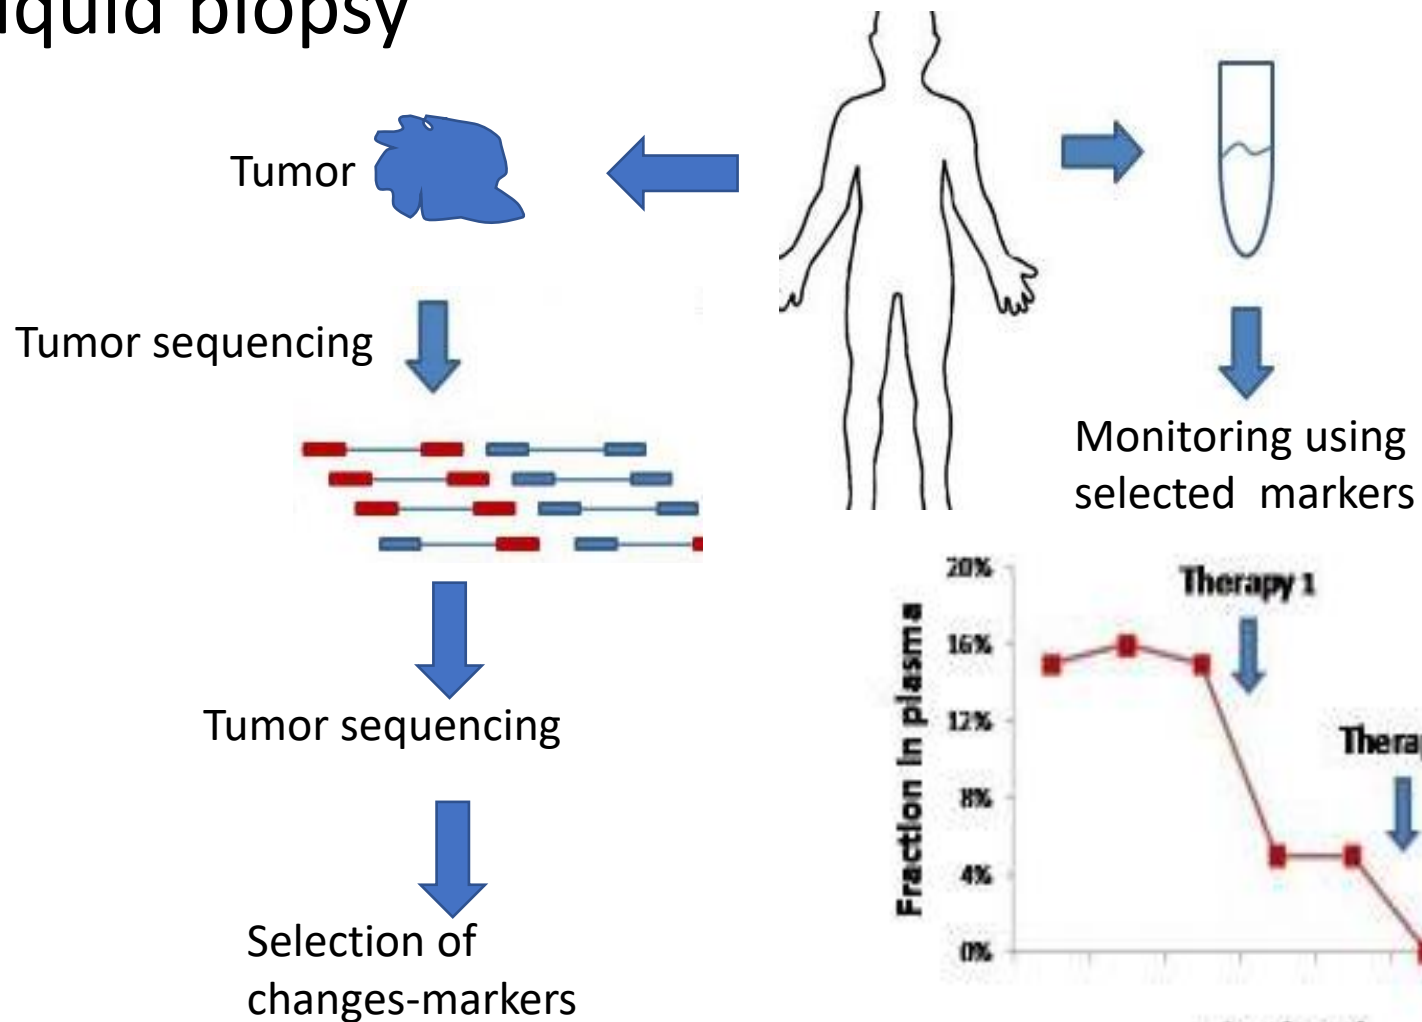 iquid biopsy
Tumor
Tumor sequencing
Tumor sequencing
Selection of
changes-markers
Monitoring using
selected markers
Fraction in plasma
20%
16%
12%
8%
4%
0%
Therapy 1
Therap